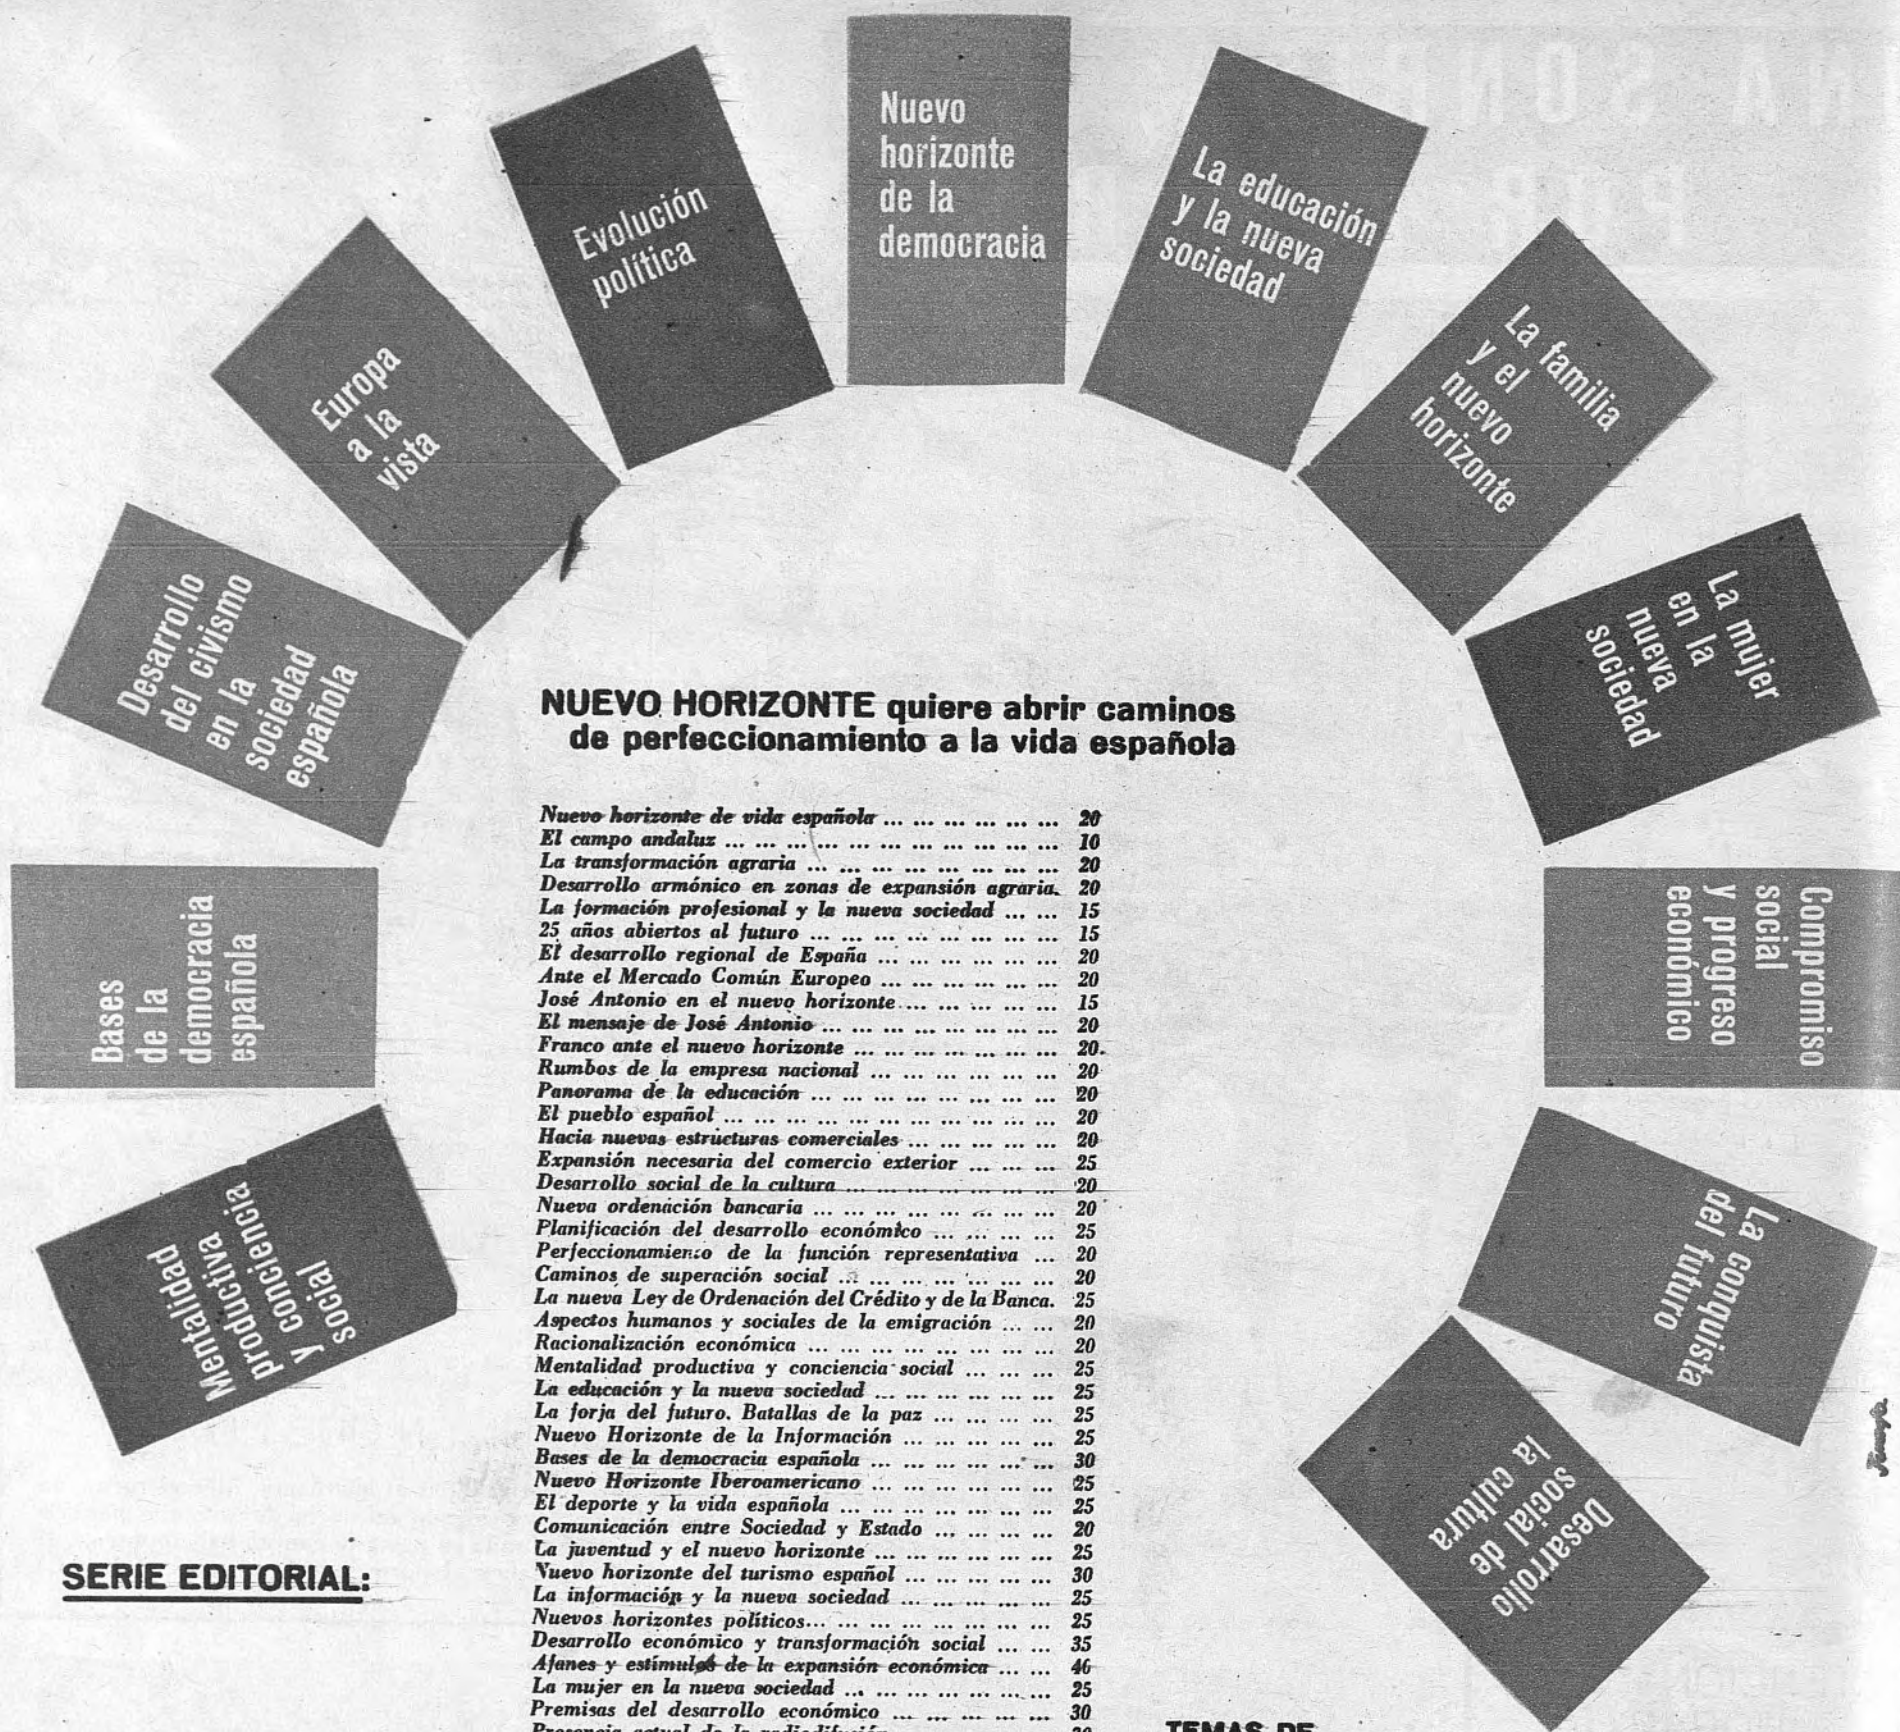 Nuevo
horizonte
de la
democracia
Evolución
política
La educación
y la nueva
sociedad
Europa
a la
vista
La familia
y el
nuevo
horizonte
Desarrollo
del civismo
en la
sociedad
española
La mujer
en la
nueva
sociedad
Bases
de la
democracia
española
Compromiso
social
y progreso
económico
Mentalidad
productiva
y conciencia
social
La conquista
del futuro
Desarrollo
social de
la cultura
NUEVO HORIZONTE quiere abrir caminos
de perfeccionamiento a la vida española
Nuevo horizonte de vida española ... ... ... ... ... ... 20
El campo andaluz ... ... ... ... ... ... ... ... ... ... ... 10
La transformación agraria ... ... ... ... ... ... ... ... 20
Desarrollo armónico en zonas de expansión agraria. 20
La formación profesional y la nueva sociedad ... ... 15
25 años abiertos al futuro ... ... ... ... ... ... ... ... 15
El desarrollo regional de España ... ... ... ... ... ... 20
Ante el Mercado Común Europeo ... ... ... ... ... ... 20
José Antonio en el nuevo horizonte ... ... ... ... ... 15
El mensaje de José Antonio ... ... ... ... ... ... ... ... 20
Franco ante el nuevo horizonte ... ... ... ... ... ... ... 20.
Rumbos de la empresa nacional ... ... ... ... ... ... 20
Panorama de la educación ... ... ... ... ... ... ... ... 20
El pueblo español ... ... ... ... ... ... ... ... ... ... ... 20
Hacia nuevas estructuras comerciales ... ... ... ... ... 20
Expansión necesaria del comercio exterior ... ... ... 25
Desarrollo social de la cultura ... ... ... ... ... ... ... 20
Nueva ordenación bancaria ... ... ... ... ... ... ... ... 20
Planificación del desarrollo económico ... ... ... ... 25
Perfeccionamiento de la función representativa ... 20
Caminos de superación social ... ... ... ... ... ... ... 20
La nueva Ley de Ordenación del Crédito y de la Banca. 25
Aspectos humanos y sociales de la emigración ... ... 20
Racionalización económica ... ... ... ... ... ... ... ... 20
Mentalidad productiva y conciencia social ... ... ... 25
La educación y la nueva sociedad ... ... ... ... ... ... 25
La forja del futuro. Batallas de la paz ... ... ... ... 25
Nuevo Horizonte de la Información ... ... ... ... ... 25
Bases de la democracia española ... ... ... ... ... ... 30
Nuevo Horizonte Iberoamericano ... ... ... ... ... ... 25
El deporte y la vida española ... ... ... ... ... ... ... 25
Comunicación entre Sociedad y Estado ... ... ... ... 20
La juventud y el nuevo horizonte ... ... ... ... ... ... 25
Nuevo horizonte del turismo español ... ... ... ... ... 30
La información y la nueva sociedad ... ... ... ... ... 25
Nuevos horizontes políticos... ... ... ... ... ... ... ... 25
Desarrollo económico y transformación social ... ... 35
Afanes y estímulos de la expansión económica ... ... 40
La mujer en la nueva sociedad ... ... ... ... ... ... ... 25
Premisas del desarrollo económico ... ... ... ... ... 30
SERIE EDITORIAL:
TEMAS DE